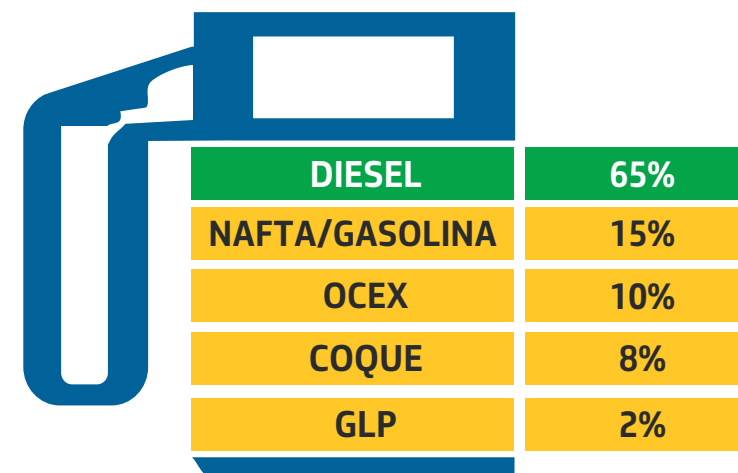 DIESEL 65%
NAFTA/GASOLINA 15%
OCEX 10%
COQUE 8%
GLP 2%